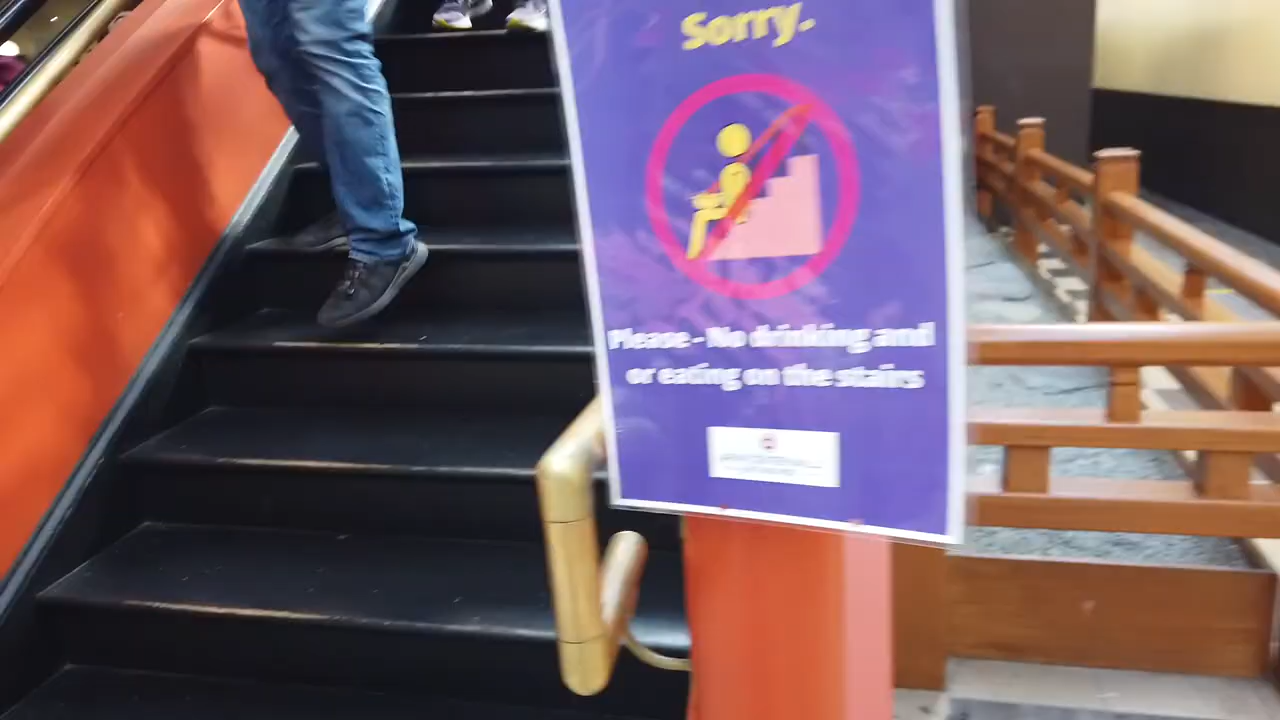 Sorry.
Please - No drinking and
or eating on the stairs